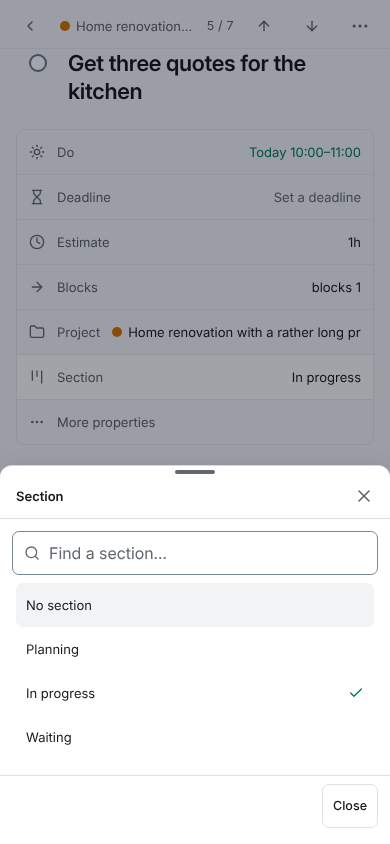 Home renovation... 5 / 7
Get three quotes for the
kitchen
Do Today 10:00–11:00
Deadline Set a deadline
Estimate 1h
Blocks blocks 1
Project Home renovation with a rather long pr
Section In progress
More properties
Section
Find a section...
No section
Planning
In progress
Waiting
Close